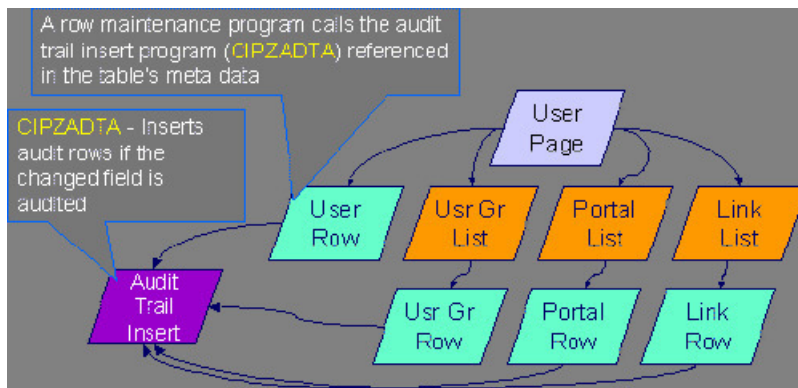 A row maintenance program calls the audit
trail insert program (CIPZADTA) referenced
in the table's meta data
CIPZADTA - Inserts
audit rows if the
changed field is
audited
User
Page
User
Row
Usr Gr
List
Portal
List
Link
List
Audit
Trail
Insert
Usr Gr
Row
Portal
Row
Link
Row